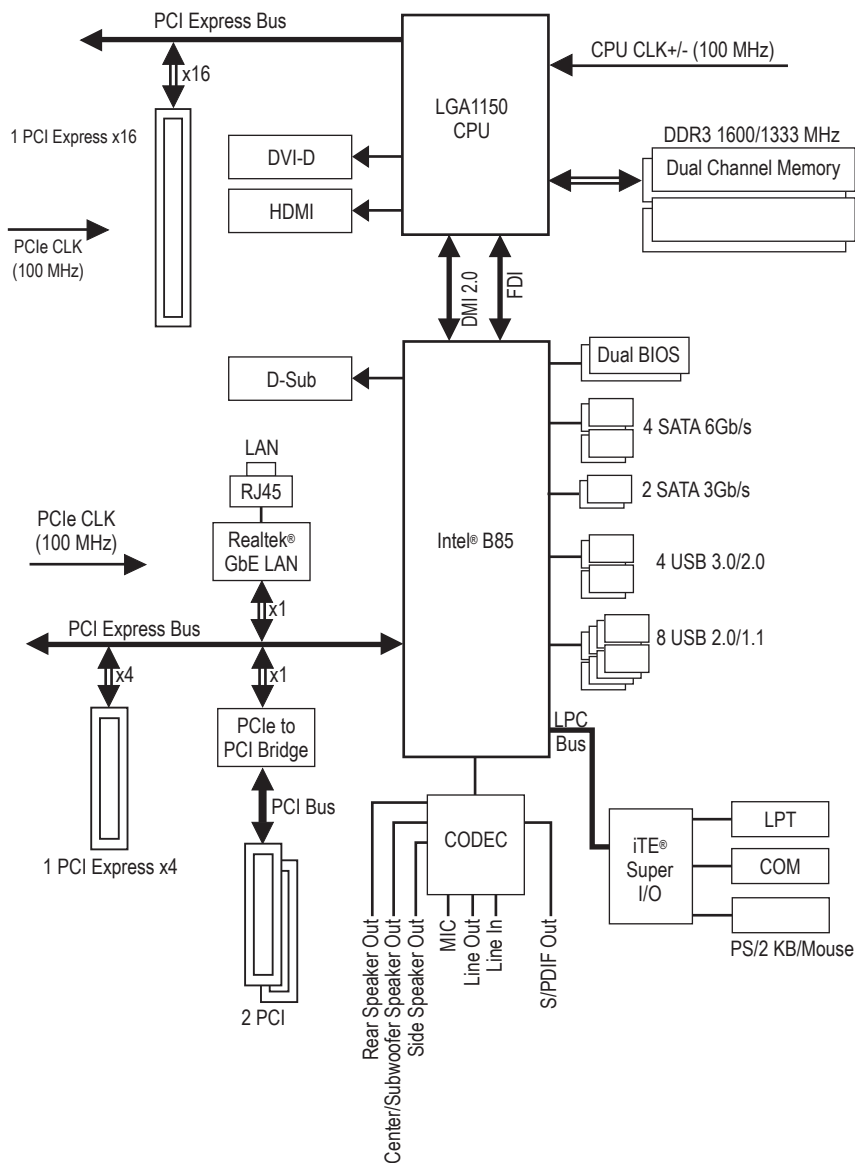 PCI Express Bus
x16
1 PCI Express x16
PCIe CLK
(100 MHz)
LGA1150
CPU
CPU CLK+/- (100 MHz)
DDR3 1600/1333 MHz
Dual Channel Memory
DVI-D
HDMI
DMI 2.0
FDI
D-Sub
Dual BIOS
4 SATA 6Gb/s
2 SATA 3Gb/s
4 USB 3.0/2.0
8 USB 2.0/1.1
Intel® B85
LAN
RJ45
Realtek®
GbE LAN
PCIe CLK
(100 MHz)
x1
PCI Express Bus
x4
x1
PCIe to
PCI Bridge
PCI Bus
1 PCI Express x4
2 PCI
LPC
Bus
CODEC
iTE®
Super
I/O
LPT
COM
PS/2 KB/Mouse
Rear Speaker Out
Center/Subwoofer Speaker Out
Side Speaker Out
MIC
Line Out
Line In
S/PDIF Out